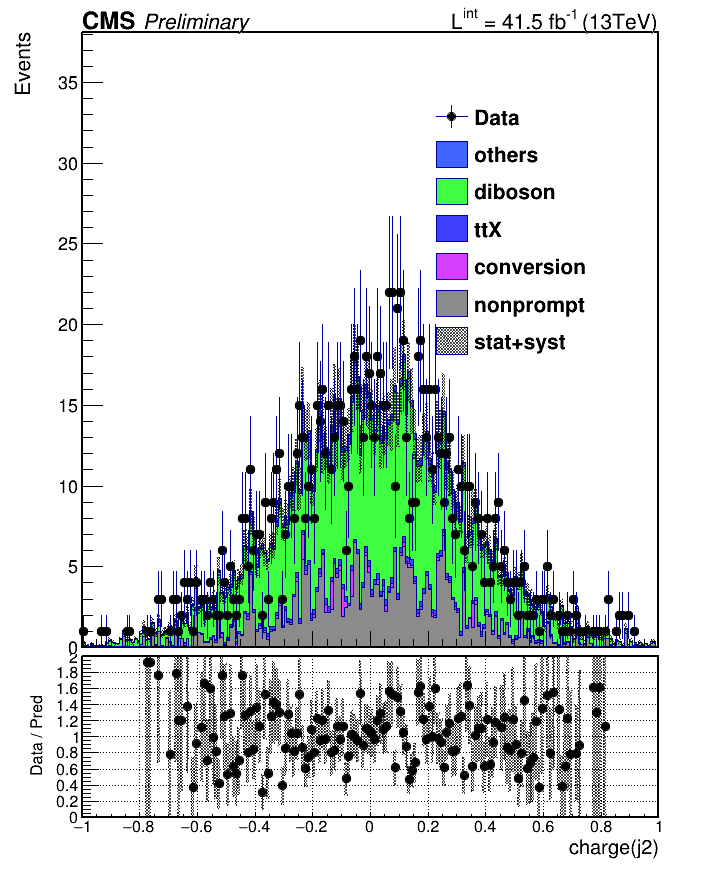 CMS Preliminary L^int = 41.5 fb^-1 (13TeV)
Events
35
30
25
20
15
10
5
0
Data
others
diboson
ttX
conversion
nonprompt
stat+syst
Data / Pred
2
1.8
1.6
1.4
1.2
1
0.8
0.6
0.4
0.2
0
−1 −0.8 −0.6 −0.4 −0.2 0 0.2 0.4 0.6 0.8 1
charge(j2)